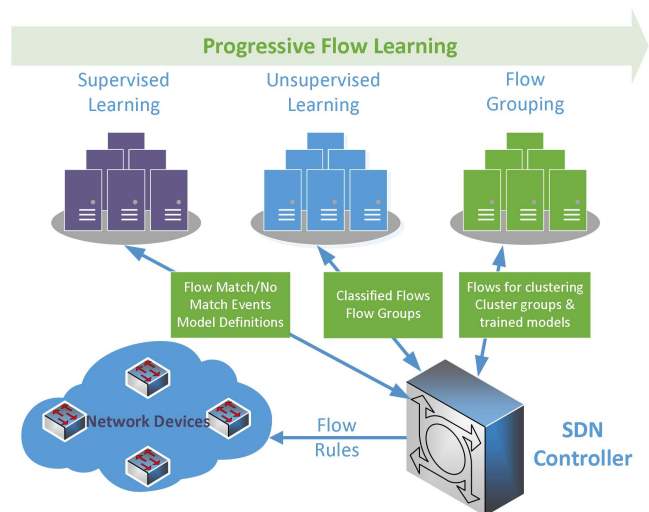 Progressive Flow Learning
Supervised
Learning
Unsupervised
Learning
Flow
Grouping
Flow Match/No
Match Events
Model Definitions
Classified Flows
Flow Groups
Flows for clustering
Cluster groups &
trained models
Network Devices
Flow
Rules
SDN
Controller